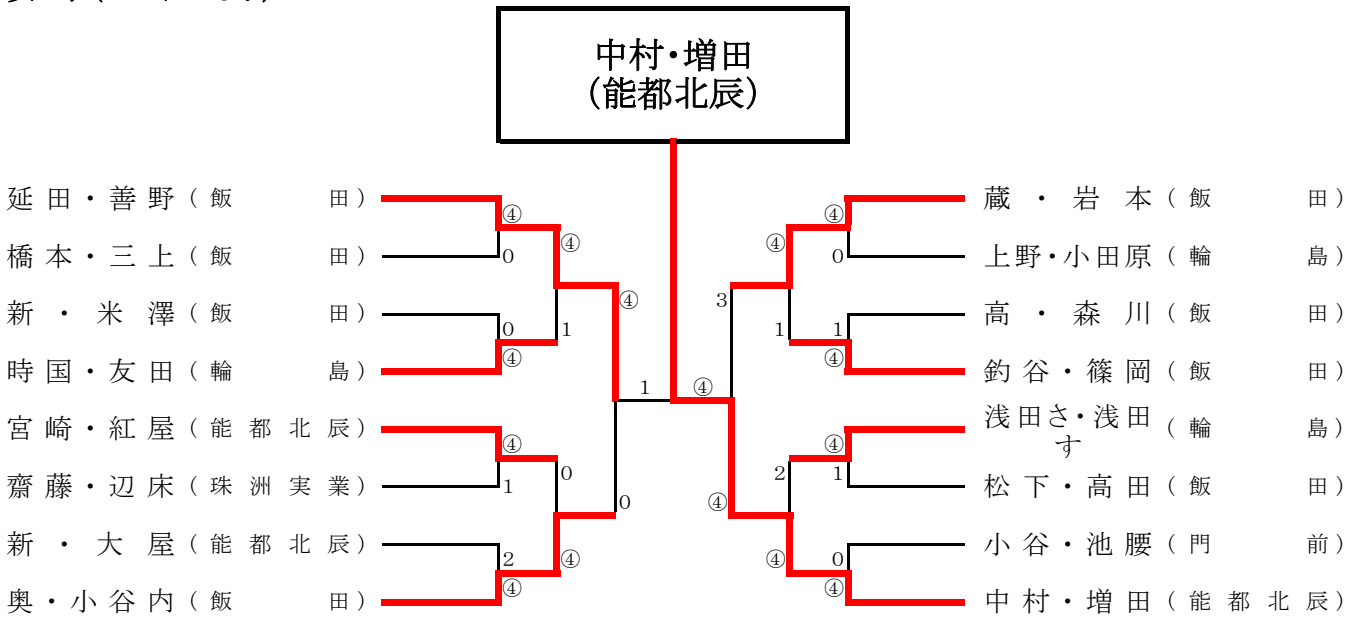 中村・増田
(能都北辰)
延田・善野(飯田) ④ ④ 蔵・岩本(飯田)
④ ④
橋本・三上(飯田) 0 0 上野・小田原(輪島)
④ 3
新・米澤(飯田) 0 1 1 1 高・森川(飯田)
時国・友田(輪島) ④ ④ 釣谷・篠岡(飯田)
1 ④
宮崎・紅屋(能都北辰) ④ ④ 浅田さ・浅田す(輪島)
0 2
齋藤・辺床(珠洲実業) 1 1 松下・高田(飯田)
0 ④
新・大屋(能都北辰) 2 ④ ④ 0 小谷・池腰(門前)
奥・小谷内(飯田) ④ ④ 中村・増田(能都北辰)